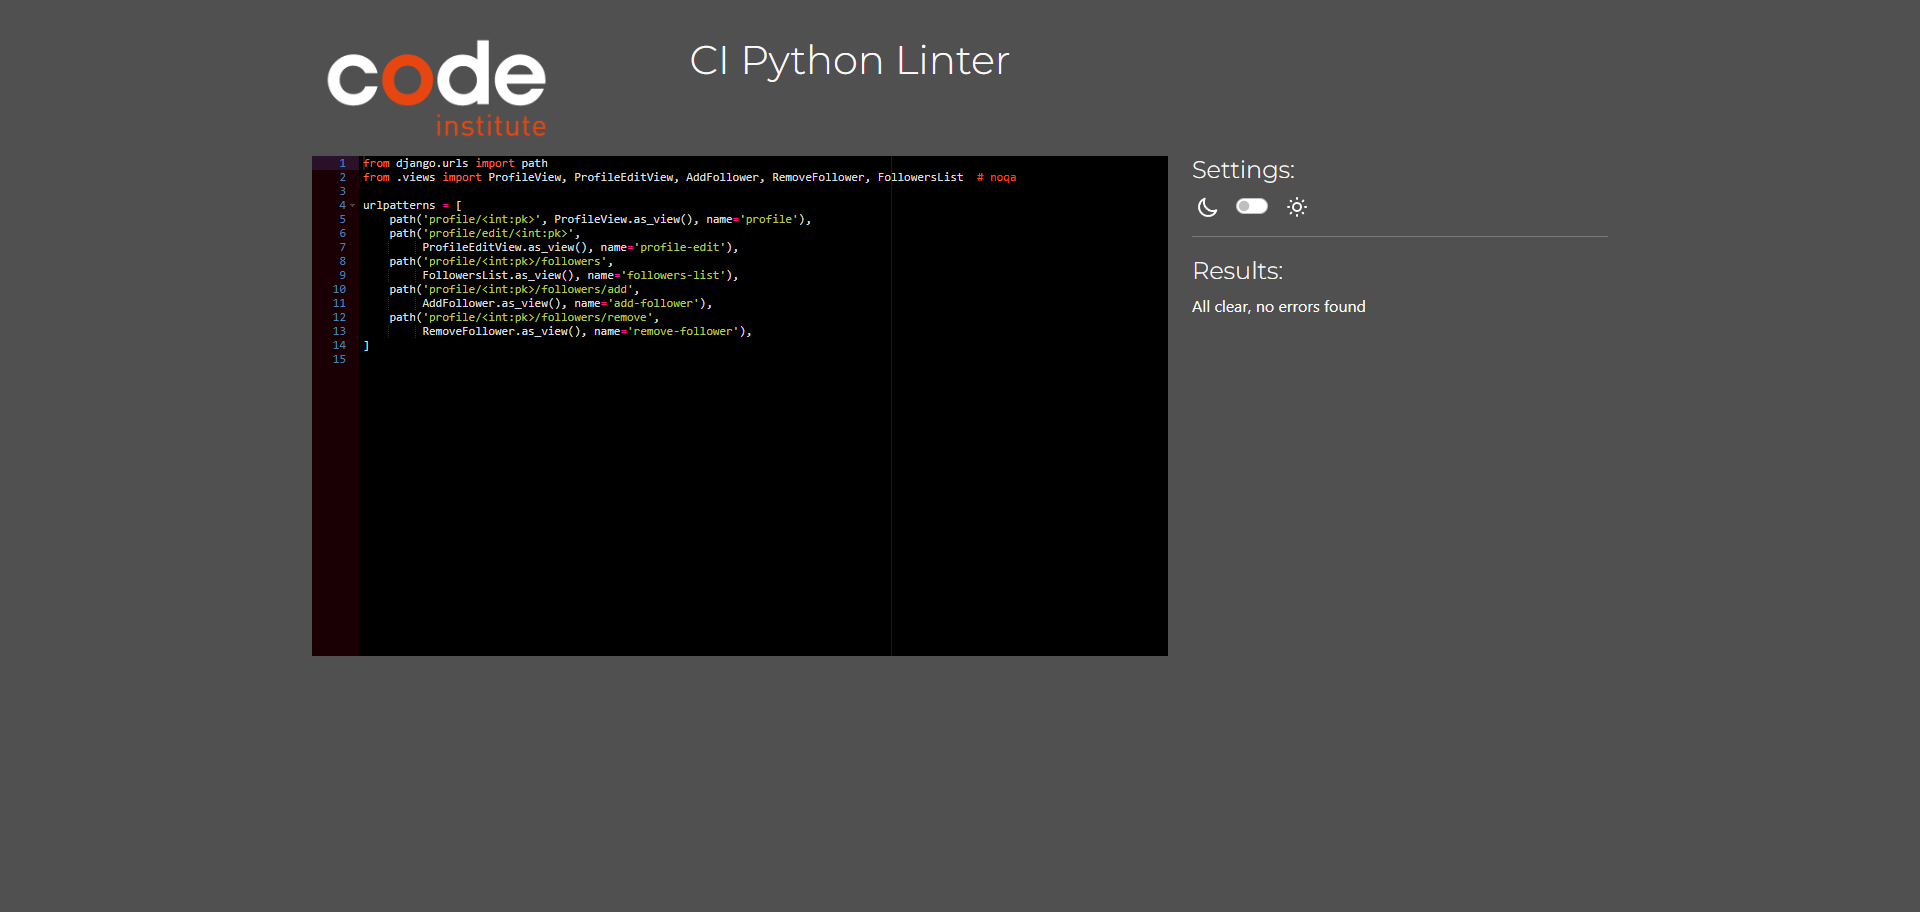 code
institute
CI Python Linter
1 from django.urls import path
2 from .views import ProfileView, ProfileEditView, AddFollower, RemoveFollower, FollowersList  # noqa
3
4 urlpatterns = [
5     path('profile/<int:pk>', ProfileView.as_view(), name='profile'),
6     path('profile/edit/<int:pk>',
7          ProfileEditView.as_view(), name='profile-edit'),
8     path('profile/<int:pk>/followers',
9          FollowersList.as_view(), name='followers-list'),
10     path('profile/<int:pk>/followers/add',
11          AddFollower.as_view(), name='add-follower'),
12     path('profile/<int:pk>/followers/remove',
13          RemoveFollower.as_view(), name='remove-follower'),
14 ]
15
Settings:
Results:
All clear, no errors found